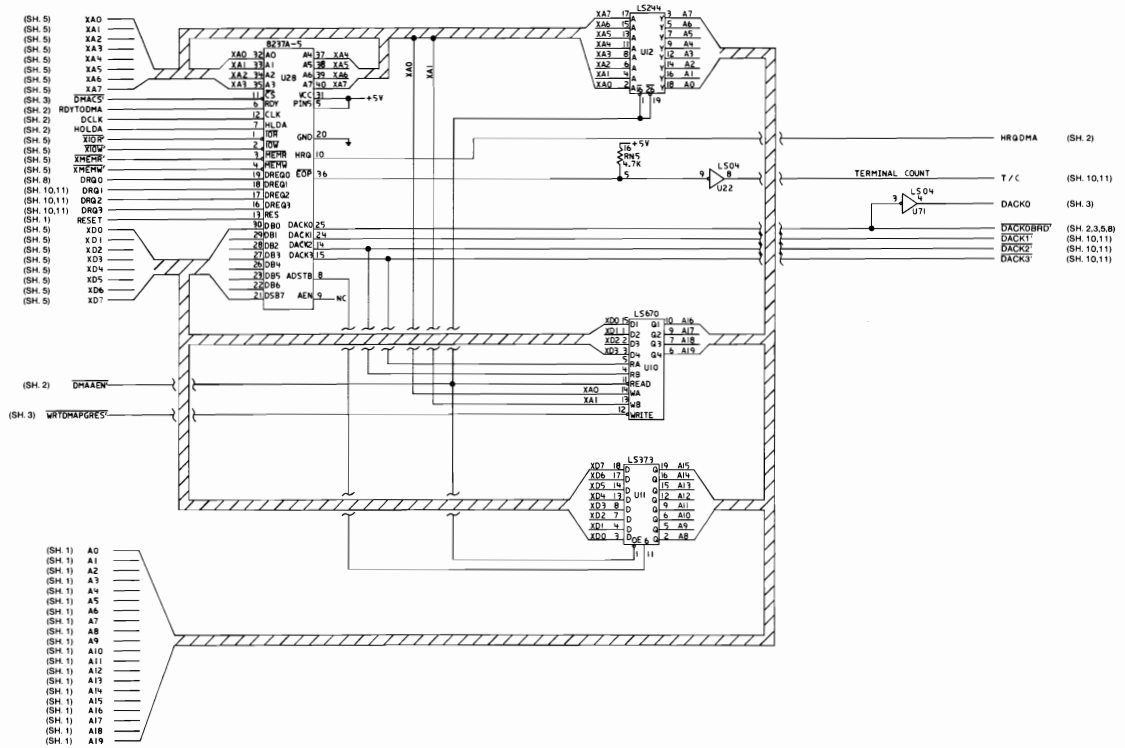 (SH. 5) XA0
(SH. 5) XA1
(SH. 5) XA2
(SH. 5) XA3
(SH. 5) XA4
(SH. 5) XA5
(SH. 5) XA6
(SH. 5) XA7
(SH. 3) DMACS'
(SH. 2) RDYTODMA
(SH. 2) DCLK
(SH. 2) HOLDA
(SH. 5) XIOR'
(SH. 5) XIOW'
(SH. 5) XMEMR'
(SH. 5) XMEMW'
(SH. 8) DRQ0
(SH. 10,11) DRQ1
(SH. 10,11) DRQ2
(SH. 10,11) DRQ3
(SH. 1) RESET
(SH. 5) XD0
(SH. 5) XD1
(SH. 5) XD2
(SH. 5) XD3
(SH. 5) XD4
(SH. 5) XD5
(SH. 5) XD6
(SH. 5) XD7
8237A-5
XA0 32 A0 A4 37 XA4
XA1 33 A1 A5 38 XA5
XA2 34 A2 A6 39 XA6
XA3 35 A3 A7 40 XA7
U28
11 CS VCC 31
6 RDY PIN5 5
+5V
12 CLK
7 HLDA
1 IOR GND 20
2 IOW
3 MEMR HRQ 10
4 MEMW
19 DREQ0 EOP 36
18 DREQ1
17 DREQ2
16 DREQ3
13 RES
30 DB0 DACK0 25
29 DB1 DACK1 24
28 DB2 DACK2 14
27 DB3 DACK3 15
26 DB4
23 DB5 ADSTB 8
22 DB6
21 DSB7 AEN 9 NC
XA0
XA1
LS244
XA7 17 A Y 3 A7
XA6 15 A Y 5 A6
XA5 13 A Y 7 A5
XA4 11 A Y 9 A4
XA3 8 A Y 12 A3
XA2 6 A Y 14 A2
XA1 4 A Y 16 A1
XA0 2 A Y 18 A0
U12
1G 2G
1 19
+5V
16
RN5
4.7K
5
9 LS04 8
U22
TERMINAL COUNT
3 LS04 4
U71
HRQDMA (SH. 2)
T/C (SH. 10,11)
DACK0 (SH. 3)
DACK0BRD' (SH. 2,3,5,8)
DACK1' (SH. 10,11)
DACK2' (SH. 10,11)
DACK3' (SH. 10,11)
LS670
XD0 15 D1 Q1 10 A16
XD1 1 D2 Q2 9 A17
XD2 2 D3 Q3 7 A18
XD3 3 D4 Q4 6 A19
5 RA
4 RB
U10
11 READ
XA0 14 WA
XA1 13 WB
12 WRITE
(SH. 2) DMAAEN'
(SH. 3) WRTDMAPGRES'
LS373
XD7 18 D Q 19 A15
XD6 17 D Q 16 A14
XD5 14 D Q 15 A13
XD4 13 D Q 12 A12
XD3 8 D Q 9 A11
XD2 7 D Q 6 A10
XD1 4 D Q 5 A9
XD0 3 D Q 2 A8
U11
OE G
1 11
(SH. 1) A0
(SH. 1) A1
(SH. 1) A2
(SH. 1) A3
(SH. 1) A4
(SH. 1) A5
(SH. 1) A6
(SH. 1) A7
(SH. 1) A8
(SH. 1) A9
(SH. 1) A10
(SH. 1) A11
(SH. 1) A12
(SH. 1) A13
(SH. 1) A14
(SH. 1) A15
(SH. 1) A16
(SH. 1) A17
(SH. 1) A18
(SH. 1) A19